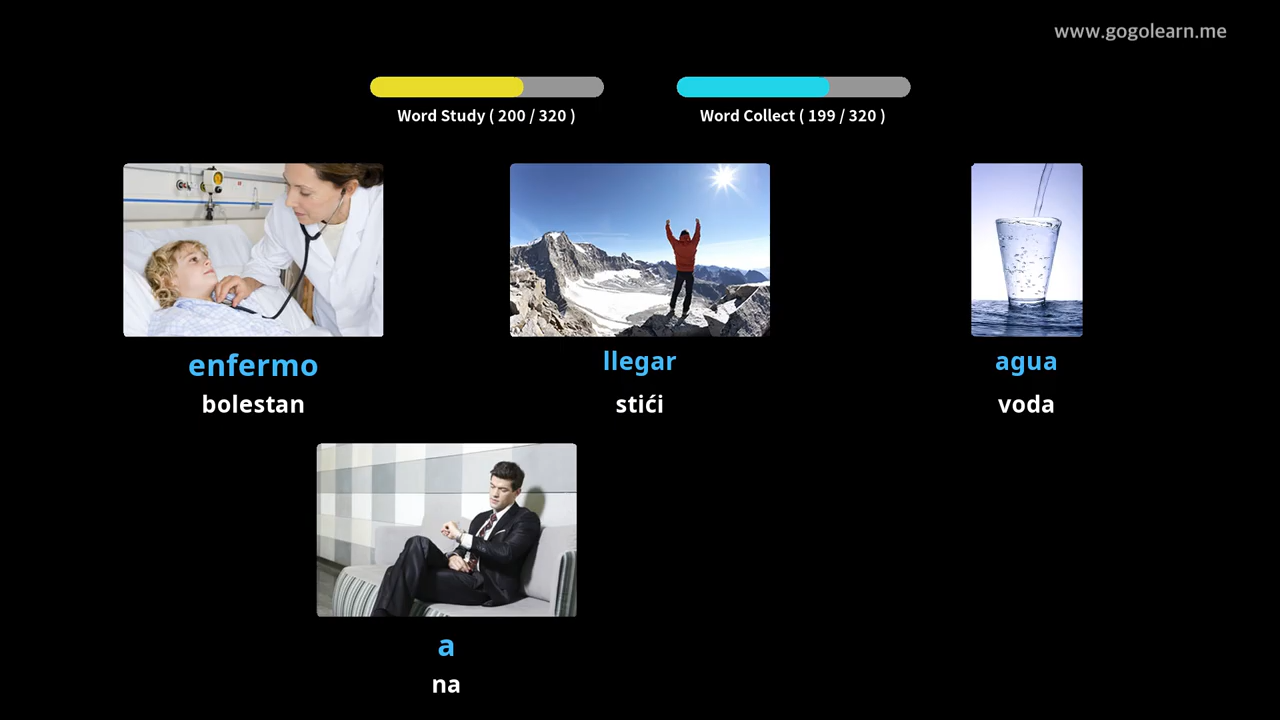 www.gogolearn.me
Word Study ( 200 / 320 )
Word Collect ( 199 / 320 )
enfermo
bolestan
llegar
stići
agua
voda
a
na